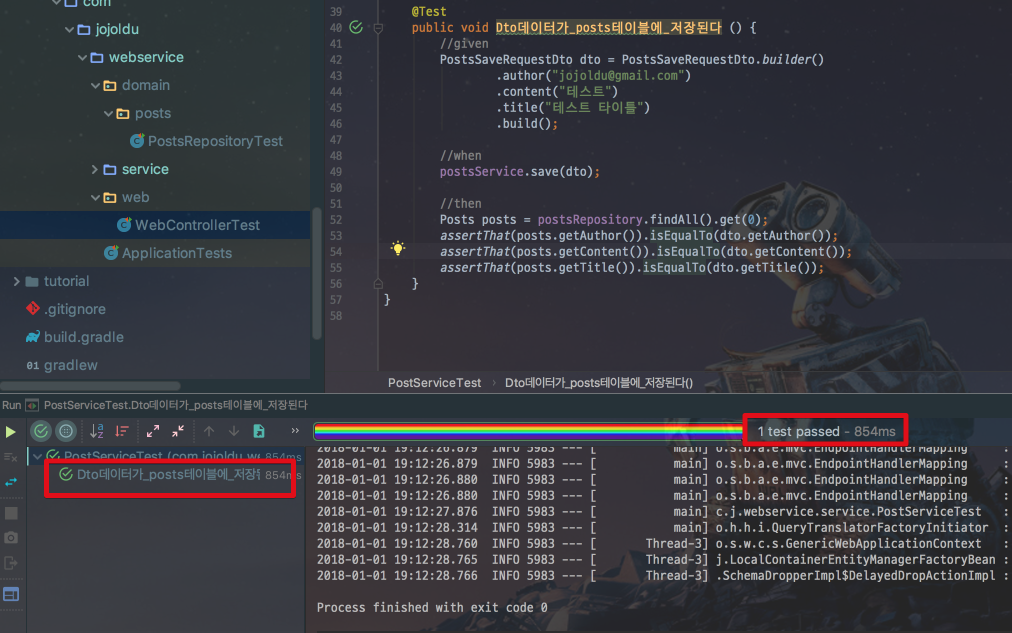 com
jojoldu
webservice
domain
posts
PostsRepositoryTest
service
web
WebControllerTest
ApplicationTests
tutorial
.gitignore
build.gradle
gradlew
39 @Test
40 public void Dto데이터가_posts테이블에_저장된다 () {
41 //given
42 PostsSaveRequestDto dto = PostsSaveRequestDto.builder()
43 .author("jojoldu@gmail.com")
44 .content("테스트")
45 .title("테스트 타이틀")
46 .build();
47
48 //when
49 postsService.save(dto);
50
51 //then
52 Posts posts = postsRepository.findAll().get(0);
53 assertThat(posts.getAuthor()).isEqualTo(dto.getAuthor());
54 assertThat(posts.getContent()).isEqualTo(dto.getContent());
55 assertThat(posts.getTitle()).isEqualTo(dto.getTitle());
56 }
57 }
58
PostServiceTest › Dto데이터가_posts테이블에_저장된다()
Run PostServiceTest.Dto데이터가_posts테이블에_저장된다
1 test passed - 854ms
PostServiceTest (com.jojoldu.we 854ms
Dto데이터가_posts테이블에_저장된 854ms
2018-01-01 19:12:26.879 INFO 5983 --- [ main] o.s.b.a.e.mvc.EndpointHandlerMapping :
2018-01-01 19:12:26.879 INFO 5983 --- [ main] o.s.b.a.e.mvc.EndpointHandlerMapping :
2018-01-01 19:12:26.880 INFO 5983 --- [ main] o.s.b.a.e.mvc.EndpointHandlerMapping :
2018-01-01 19:12:26.880 INFO 5983 --- [ main] o.s.b.a.e.mvc.EndpointHandlerMapping :
2018-01-01 19:12:27.876 INFO 5983 --- [ main] c.j.webservice.service.PostServiceTest :
2018-01-01 19:12:28.314 INFO 5983 --- [ main] o.h.h.i.QueryTranslatorFactoryInitiator :
2018-01-01 19:12:28.760 INFO 5983 --- [ Thread-3] o.s.w.c.s.GenericWebApplicationContext :
2018-01-01 19:12:28.765 INFO 5983 --- [ Thread-3] j.LocalContainerEntityManagerFactoryBean :
2018-01-01 19:12:28.766 INFO 5983 --- [ Thread-3] .SchemaDropperImpl$DelayedDropActionImpl :
Process finished with exit code 0